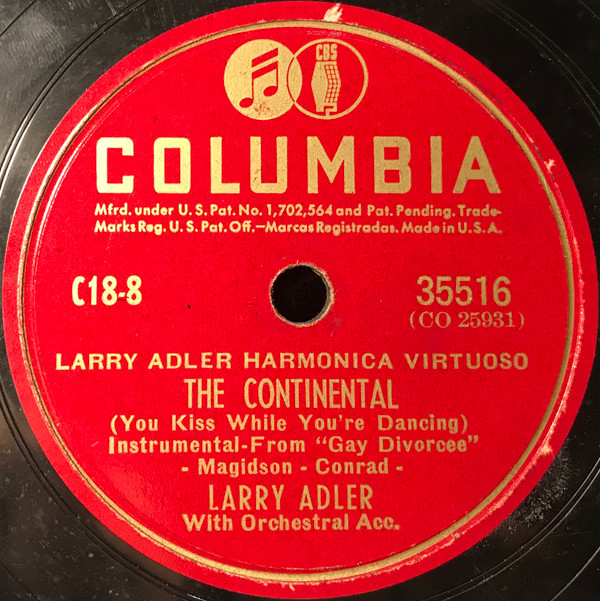 CBS
COLUMBIA
Mfrd. under U.S. Pat. No. 1,702,564 and Pat. Pending. Trade-
Marks Reg. U.S. Pat. Off.—Marcas Registradas. Made in U.S.A.
C18-8
35516
(CO 25931)
LARRY ADLER HARMONICA VIRTUOSO
THE CONTINENTAL
(You Kiss While You're Dancing)
Instrumental-From "Gay Divorcee"
- Magidson - Conrad -
LARRY ADLER
With Orchestral Acc.